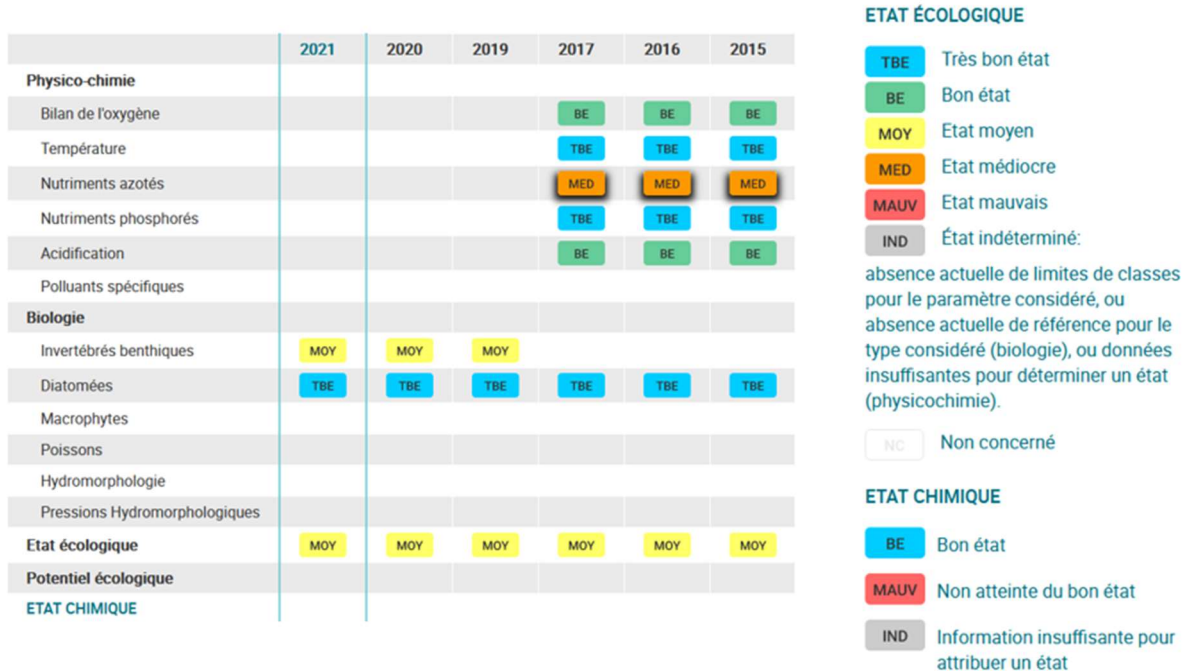 2021 2020 2019 2017 2016 2015
Physico-chimie
Bilan de l'oxygène BE BE BE
Température TBE TBE TBE
Nutriments azotés MED MED MED
Nutriments phosphorés TBE TBE TBE
Acidification BE BE BE
Polluants spécifiques
Biologie
Invertébrés benthiques MOY MOY MOY
Diatomées TBE TBE TBE TBE TBE TBE
Macrophytes
Poissons
Hydromorphologie
Pressions Hydromorphologiques
Etat écologique MOY MOY MOY MOY MOY MOY
Potentiel écologique
ETAT CHIMIQUE
ETAT ÉCOLOGIQUE
TBE Très bon état
BE Bon état
MOY Etat moyen
MED Etat médiocre
MAUV Etat mauvais
IND État indéterminé:
absence actuelle de limites de classes
pour le paramètre considéré, ou
absence actuelle de référence pour le
type considéré (biologie), ou données
insuffisantes pour déterminer un état
(physicochimie).
NC Non concerné
ETAT CHIMIQUE
BE Bon état
MAUV Non atteinte du bon état
IND Information insuffisante pour
attribuer un état